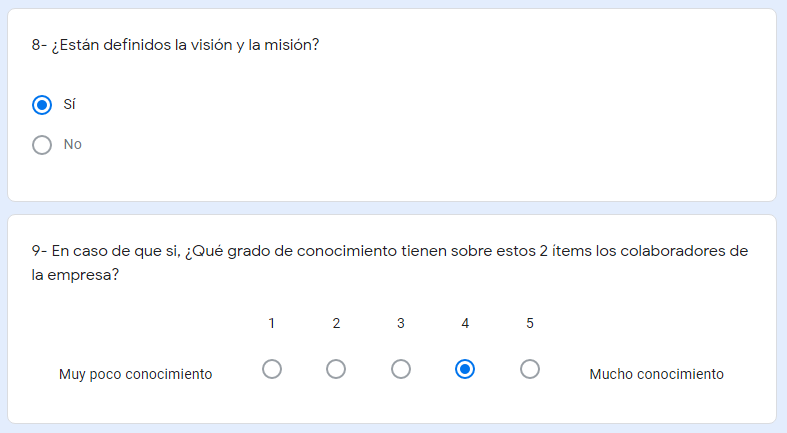 8- ¿Están definidos la visión y la misión?
Sí
No
9- En caso de que si, ¿Qué grado de conocimiento tienen sobre estos 2 ítems los colaboradores de
la empresa?
1 2 3 4 5
Muy poco conocimiento Mucho conocimiento